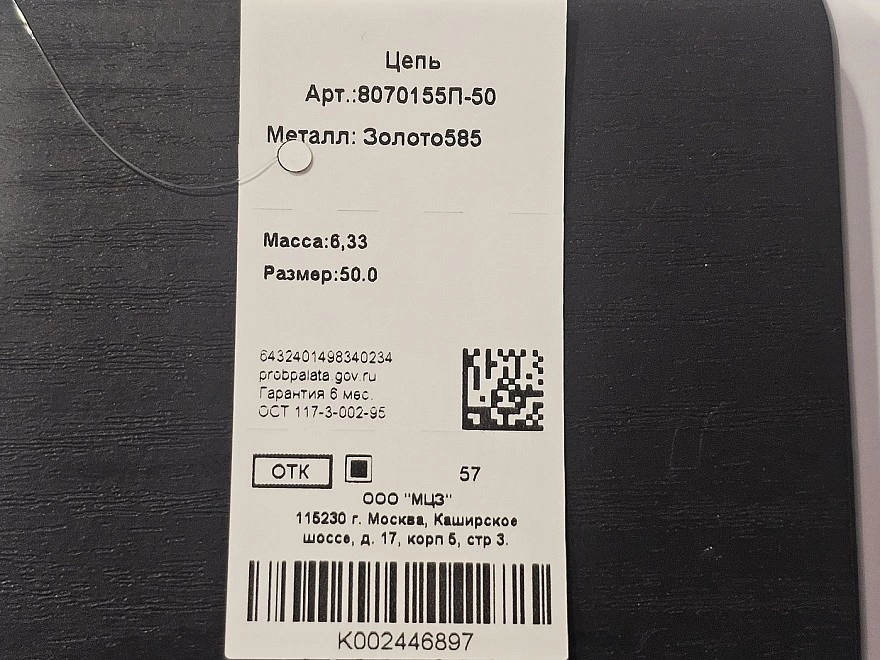 Цепь
Арт.:8070155П-50
Металл: Золото585
Масса:6,33
Размер:50.0
6432401498340234
probpalata.gov.ru
Гарантия 6 мес.
ОСТ 117-3-002-95
ОТК 57
ООО "МЦЗ"
115230 г. Москва, Каширское
шоссе, д. 17, корп 5, стр 3.
K002446897